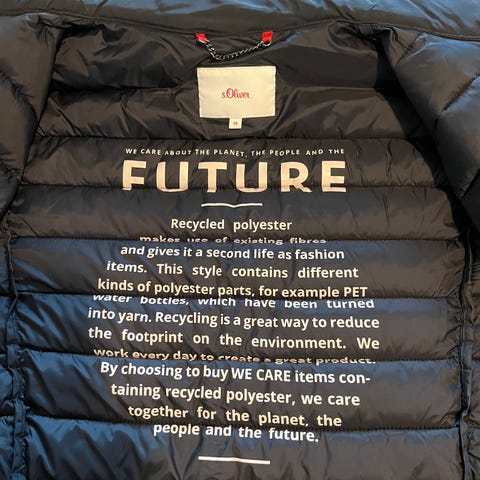 s.Oliver
WE CARE ABOUT THE PLANET, THE PEOPLE AND THE
FUTURE
Recycled polyester
makes use of existing fibres
and gives it a second life as fashion
items. This style contains different
kinds of polyester parts, for example PET
water bottles, which have been turned
into yarn. Recycling is a great way to reduce
the footprint on the environment. We
work every day to create a great product.
By choosing to buy WE CARE items con-
taining recycled polyester, we care
together for the planet, the
people and the future.